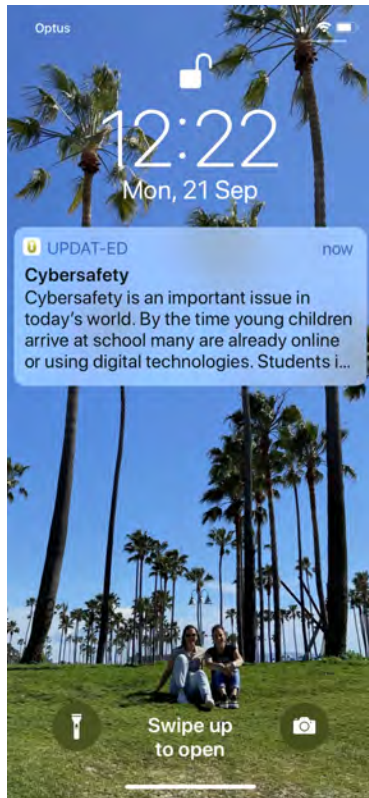 Optus
12:22
Mon, 21 Sep
UPDAT-ED now
Cybersafety
Cybersafety is an important issue in
today's world. By the time young children
arrive at school many are already online
or using digital technologies. Students i...
Swipe up
to open